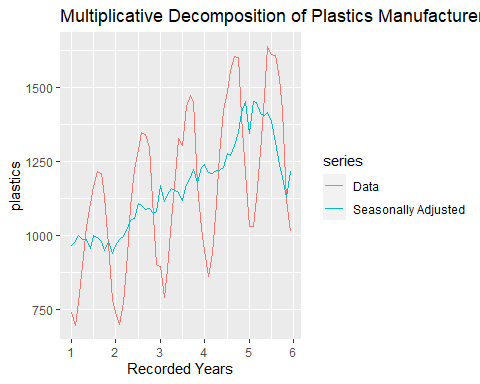 Multiplicative Decomposition of Plastics Manufacturer
1500
1250
1000
750
plastics
1
2
3
4
5
6
Recorded Years
series
Data
Seasonally Adjusted